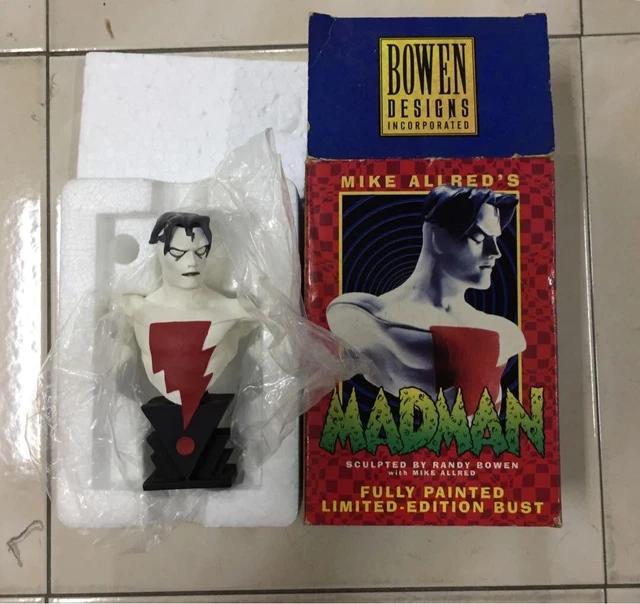 BOWEN
DESIGNS
INCORPORATED
MIKE ALLRED'S
MADMAN
SCULPTED BY RANDY BOWEN
with MIKE ALLRED
FULLY PAINTED
LIMITED-EDITION BUST